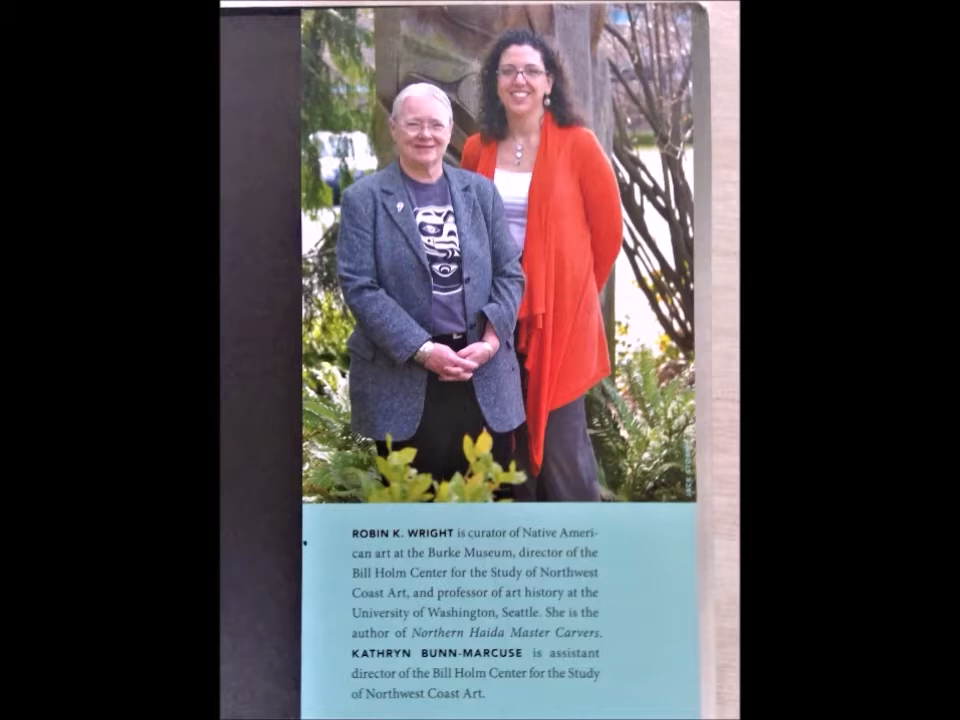 ROBIN K. WRIGHT is curator of Native Ameri-
can art at the Burke Museum, director of the
Bill Holm Center for the Study of Northwest
Coast Art, and professor of art history at the
University of Washington, Seattle. She is the
author of Northern Haida Master Carvers.
KATHRYN BUNN-MARCUSE is assistant
director of the Bill Holm Center for the Study
of Northwest Coast Art.